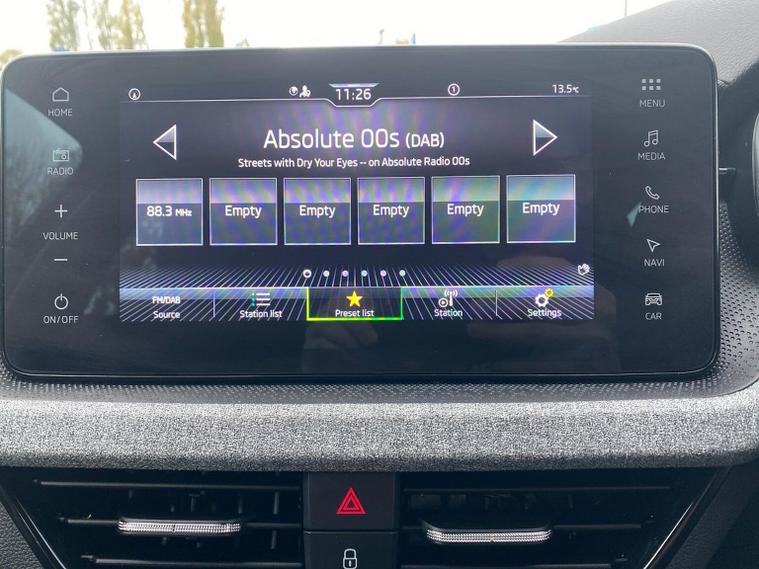 11:26
1
13.5°C
HOME
RADIO
VOLUME
ON/OFF
Absolute 00s (DAB)
Streets with Dry Your Eyes -- on Absolute Radio 00s
88.3 MHz
Empty
Empty
Empty
Empty
Empty
FM/DAB
Source
Station list
Preset list
Station
Settings
MENU
MEDIA
PHONE
NAVI
CAR